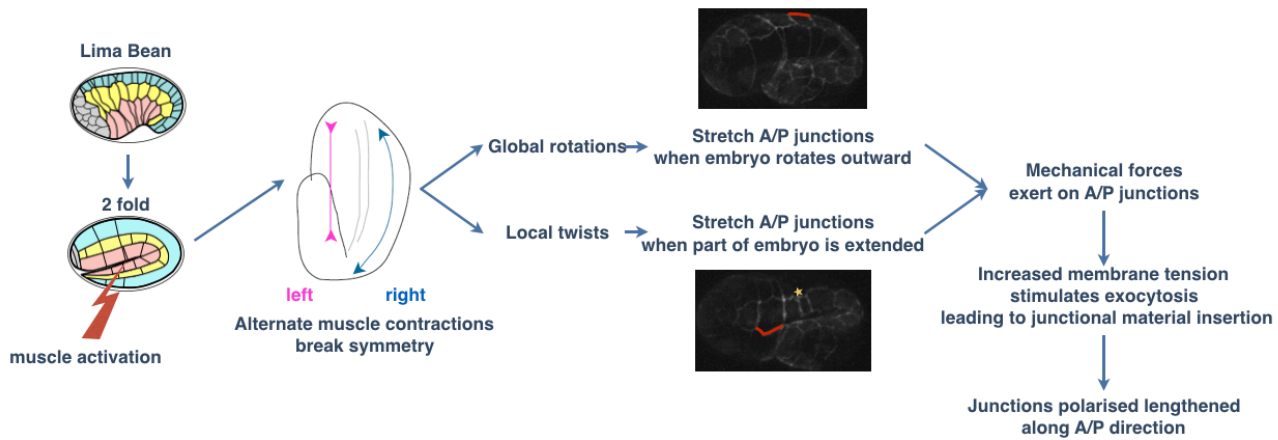 Lima Bean
2 fold
muscle activation
left
right
Alternate muscle contractions
break symmetry
Global rotations
Local twists
Stretch A/P junctions
when embryo rotates outward
Stretch A/P junctions
when part of embryo is extended
Mechanical forces
exert on A/P junctions
Increased membrane tension
stimulates exocytosis
leading to junctional material insertion
Junctions polarised lengthened
along A/P direction